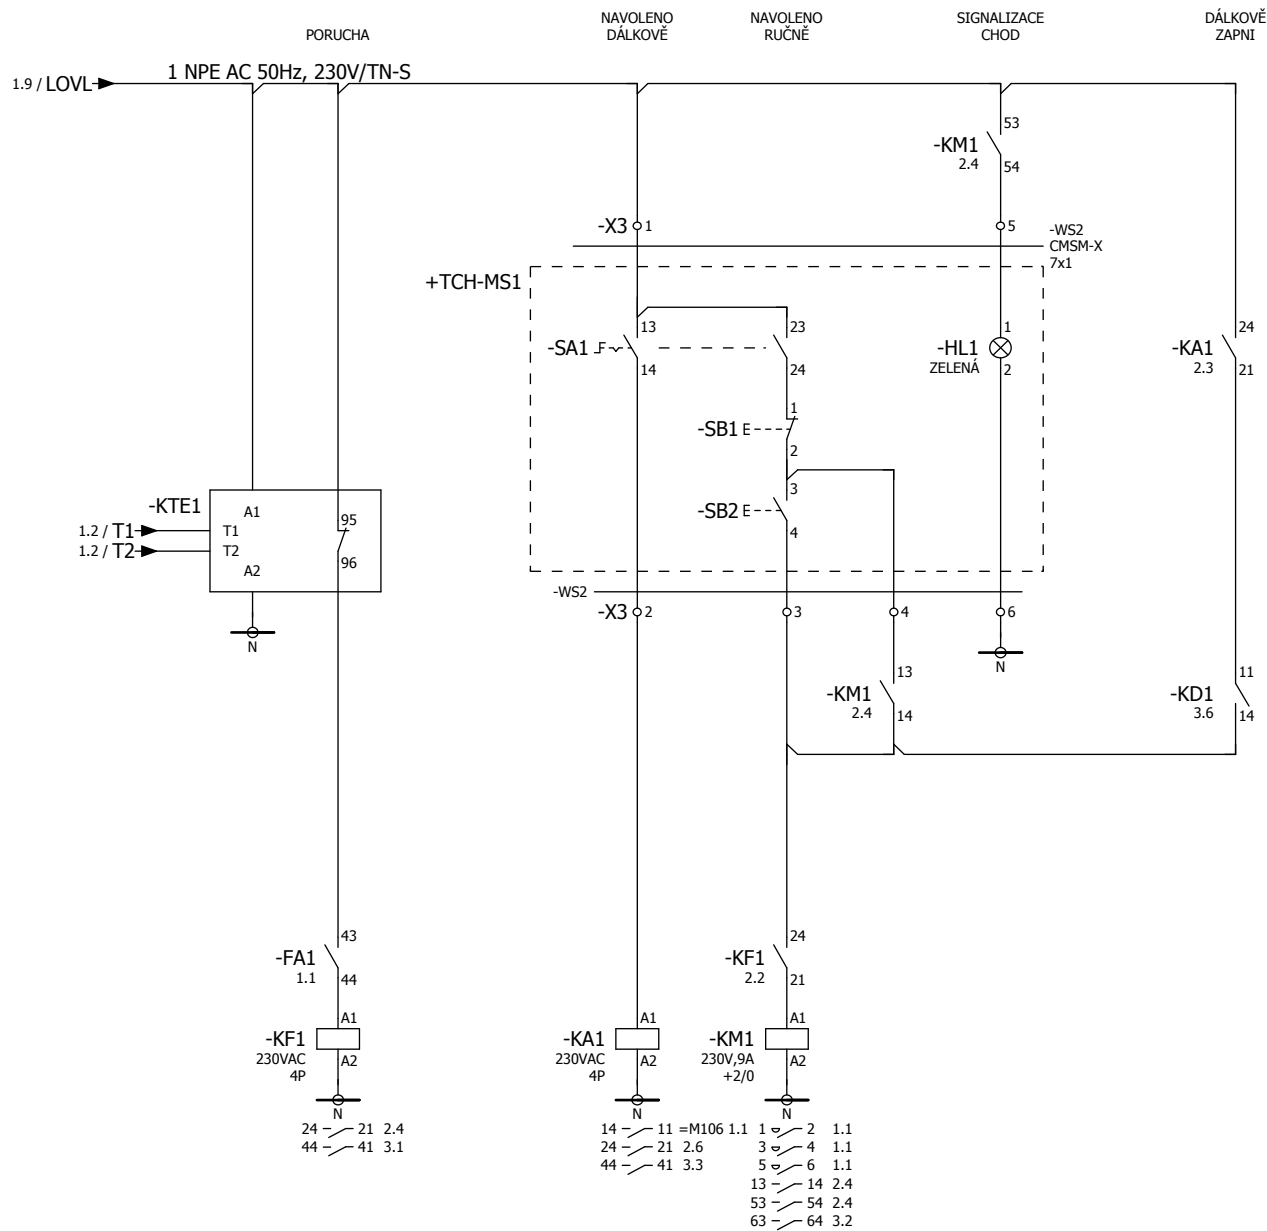 NAVOLENO
DÁLKOVĚ
NAVOLENO
RUČNĚ
SIGNALIZACE
CHOD
DÁLKOVĚ
ZAPNI
PORUCHA
1 NPE AC 50Hz, 230V/TN-S
1.9 / LOVL
53
-KM1
2.4
54
-X3 1
5
-WS2
CMSM-X
7x1
+TCH-MS1
13
23
1
24
-SA1
-HL1
ZELENÁ
-KA1
2.3
14
24
2
21
1
-SB1
2
3
-SB2
4
-KTE1
A1
95
1.2 / T1
T1
1.2 / T2
T2
A2
96
-WS2
-X3 2
3
4
6
N
N
13
11
-KM1
2.4
14
-KD1
3.6
14
43
24
-FA1
1.1
44
-KF1
2.2
21
A1
A1
A1
-KF1
230VAC
4P
A2
-KA1
230VAC
4P
A2
-KM1
230V,9A
+2/0
A2
N
N
N
24 21 2.4
44 41 3.1
14 11 =M106 1.1
24 21 2.6
44 41 3.3
1 2 1.1
3 4 1.1
5 6 1.1
13 14 2.4
53 54 2.4
63 64 3.2